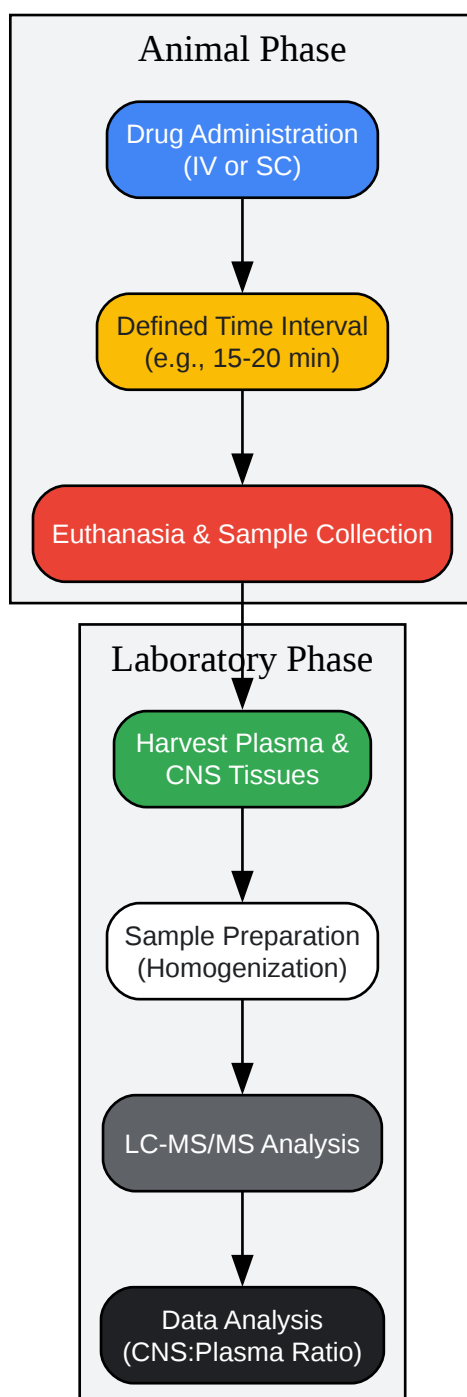 Animal Phase
Drug Administration
(IV or SC)
Defined Time Interval
(e.g., 15-20 min)
Euthanasia & Sample Collection
Laboratory Phase
Harvest Plasma &
CNS Tissues
Sample Preparation
(Homogenization)
LC-MS/MS Analysis
Data Analysis
(CNS:Plasma Ratio)